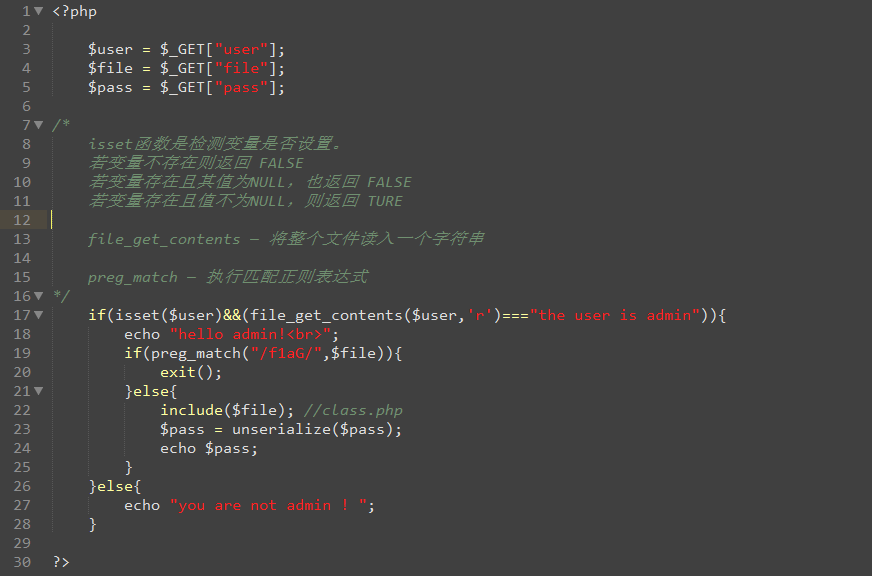 1 <?php
2
3 $user = $_GET["user"];
4 $file = $_GET["file"];
5 $pass = $_GET["pass"];
6
7 /*
8 isset函数是检测变量是否设置。
9 若变量不存在则返回 FALSE
10 若变量存在且其值为NULL，也返回 FALSE
11 若变量存在且值不为NULL，则返回 TURE
12
13 file_get_contents — 将整个文件读入一个字符串
14
15 preg_match — 执行匹配正则表达式
16 */
17 if(isset($user)&&(file_get_contents($user,'r')==="the user is admin")){
18 echo "hello admin!<br>";
19 if(preg_match("/f1aG/",$file)){
20 exit();
21 }else{
22 include($file); //class.php
23 $pass = unserialize($pass);
24 echo $pass;
25 }
26 }else{
27 echo "you are not admin ! ";
28 }
29
30 ?>